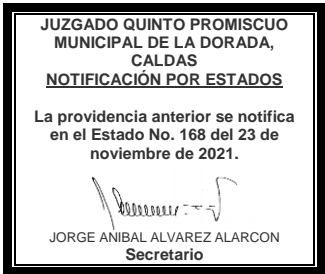 JUZGADO QUINTO PROMISCUO
MUNICIPAL DE LA DORADA,
CALDAS
NOTIFICACIÓN POR ESTADOS
La providencia anterior se notifica
en el Estado No. 168 del 23 de
noviembre de 2021.
JORGE ANIBAL ALVAREZ ALARCON
Secretario